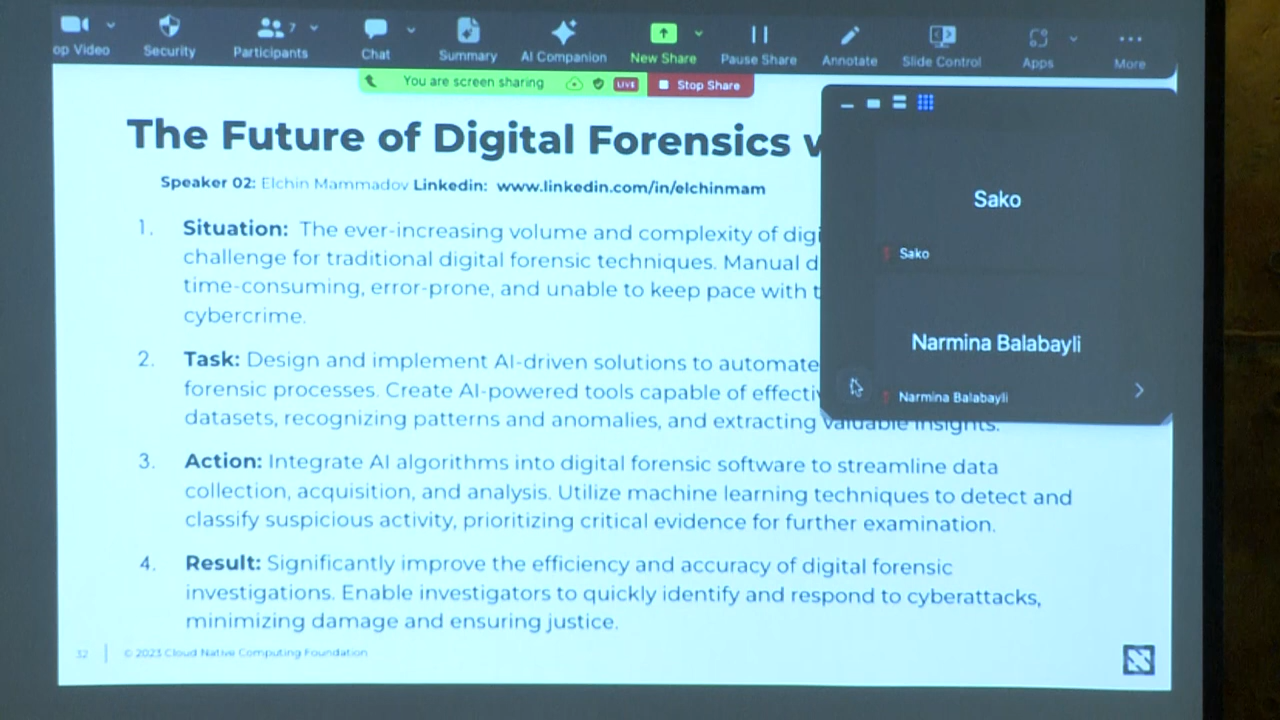 op Video
Security
Participants
7
Chat
Summary
AI Companion
New Share
Pause Share
Annotate
Slide Control
Apps
More
You are screen sharing
LIVE
Stop Share
The Future of Digital Forensics w
Speaker 02: Elchin Mammadov Linkedin: www.linkedin.com/in/elchinmam
Sako
Sako
Narmina Balabayli
Narmina Balabayli
1. Situation: The ever-increasing volume and complexity of digi
challenge for traditional digital forensic techniques. Manual d
time-consuming, error-prone, and unable to keep pace with t
cybercrime.
2. Task: Design and implement AI-driven solutions to automate
forensic processes. Create AI-powered tools capable of effecti
datasets, recognizing patterns and anomalies, and extracting valuable insights.
3. Action: Integrate AI algorithms into digital forensic software to streamline data
collection, acquisition, and analysis. Utilize machine learning techniques to detect and
classify suspicious activity, prioritizing critical evidence for further examination.
4. Result: Significantly improve the efficiency and accuracy of digital forensic
investigations. Enable investigators to quickly identify and respond to cyberattacks,
minimizing damage and ensuring justice.
32
© 2023 Cloud Native Computing Foundation